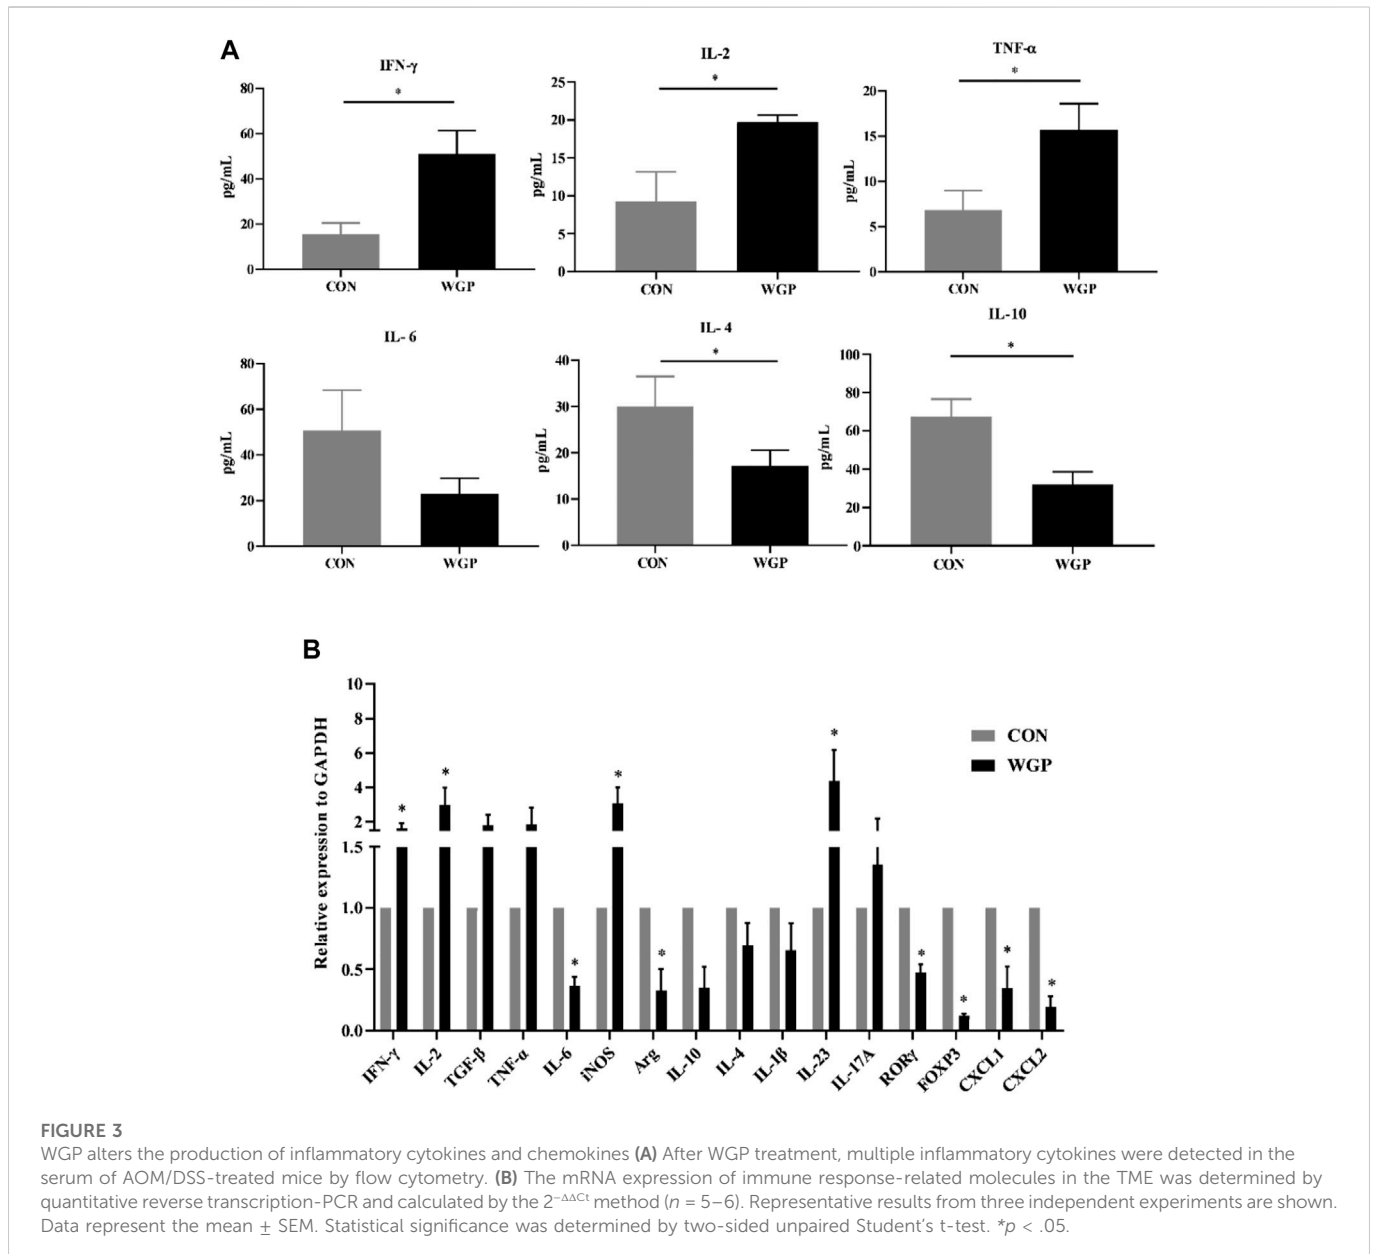 A
IFN-γ
*
80
60
40
20
0
pg/mL
CON
WGP
IL-2
*
25
20
15
10
5
0
pg/mL
CON
WGP
TNF-α
*
20
15
10
5
0
pg/mL
CON
WGP
IL- 6
80
60
40
20
0
pg/mL
CON
WGP
IL- 4
*
40
30
20
10
0
pg/mL
CON
WGP
IL-10
*
100
80
60
40
20
0
pg/mL
CON
WGP
B
Relative expression to GAPDH
10
8
6
4
2
1.5
1.0
0.5
0.0
* * * * * * * * * *
CON
WGP
IFN-γ
IL-2
TGF-β
TNF-α
IL-6
iNOS
Arg
IL-10
IL-4
IL-1β
IL-23
IL-17A
RORγ
FOXP3
CXCL1
CXCL2
FIGURE 3
WGP alters the production of inflammatory cytokines and chemokines (A) After WGP treatment, multiple inflammatory cytokines were detected in the
serum of AOM/DSS-treated mice by flow cytometry. (B) The mRNA expression of immune response-related molecules in the TME was determined by
quantitative reverse transcription-PCR and calculated by the 2−ΔΔCt method (n = 5–6). Representative results from three independent experiments are shown.
Data represent the mean ± SEM. Statistical significance was determined by two-sided unpaired Student's t-test. *p < .05.